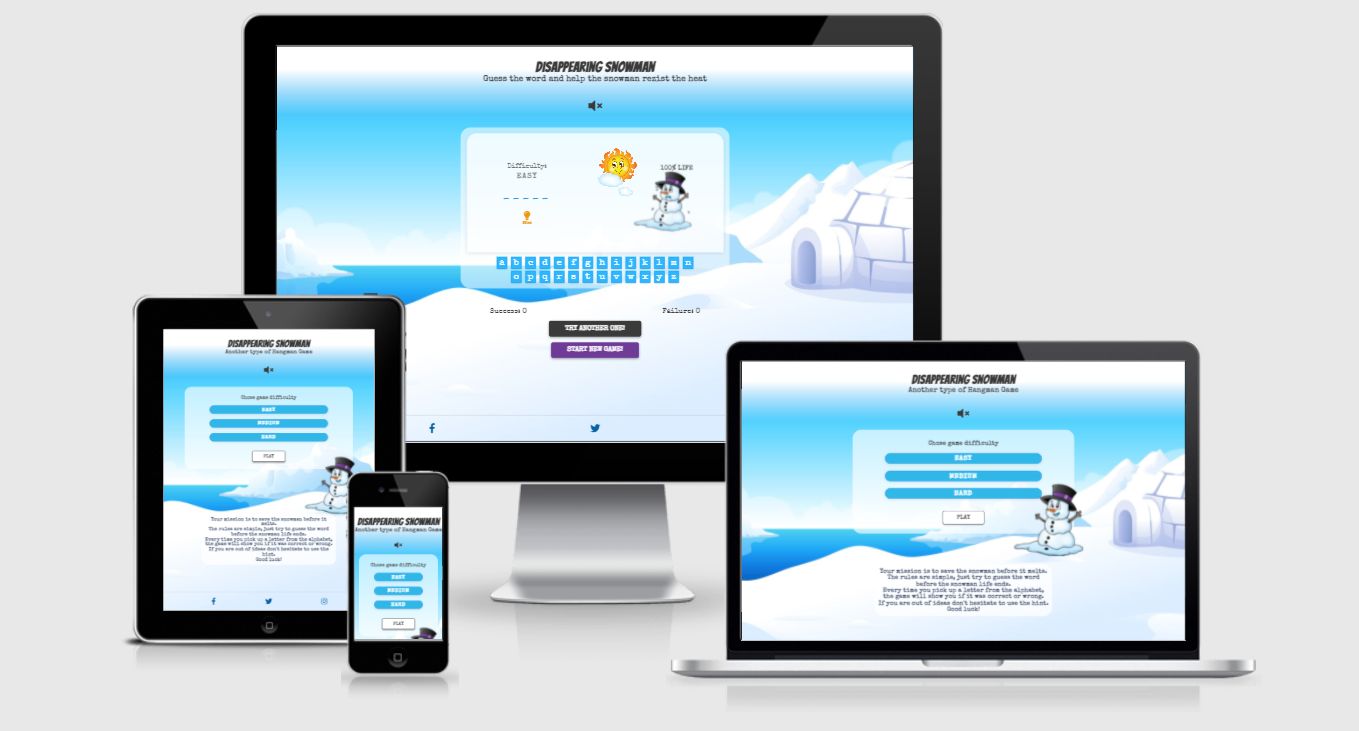 DISAPPEARING SNOWMAN
Guess the word and help the snowman rezist the heat
Difficulty:
EASY
100% LIFE
_ _ _ _ _
a b c d e f g h i j k l m n
o p q r s t u v w x y z
Success: 0 Failure: 0
TRY ANOTHER ONE!
START NEW GAME!
DISAPPEARING SNOWMAN
Another type of Hangman Game
Chose game difficulty
EASY
MEDIUM
HARD
PLAY
Your mission is to save the snowman before it
melts.
The rules are simple, just try to guess the word
before the snowman life ends.
Every time you pick up a letter from the alphabet,
the game will show you if it was correct or wrong.
If you are out of ideas don't hesitate to use the
hint.
Good luck!
DISAPPEARING SNOWMAN
Another type of Hangman Game
Chose game difficulty
EASY
MEDIUM
HARD
PLAY
DISAPPEARING SNOWMAN
Another type of Hangman Game
Chose game difficulty
EASY
MEDIUM
HARD
PLAY
Your mission is to save the snowman before it melts.
The rules are simple, just try to guess the word
before the snowman life ends.
Every time you pick up a letter from the alphabet,
the game will show you if it was correct or wrong.
If you are out of ideas don't hesitate to use the hint.
Good luck!